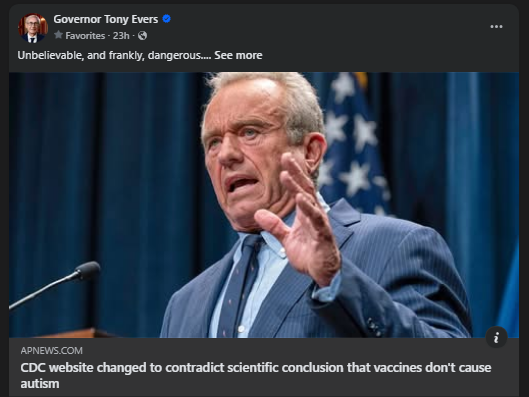 Governor Tony Evers
Favorites · 23h ·
Unbelievable, and frankly, dangerous.... See more
APNEWS.COM
CDC website changed to contradict scientific conclusion that vaccines don't cause
autism